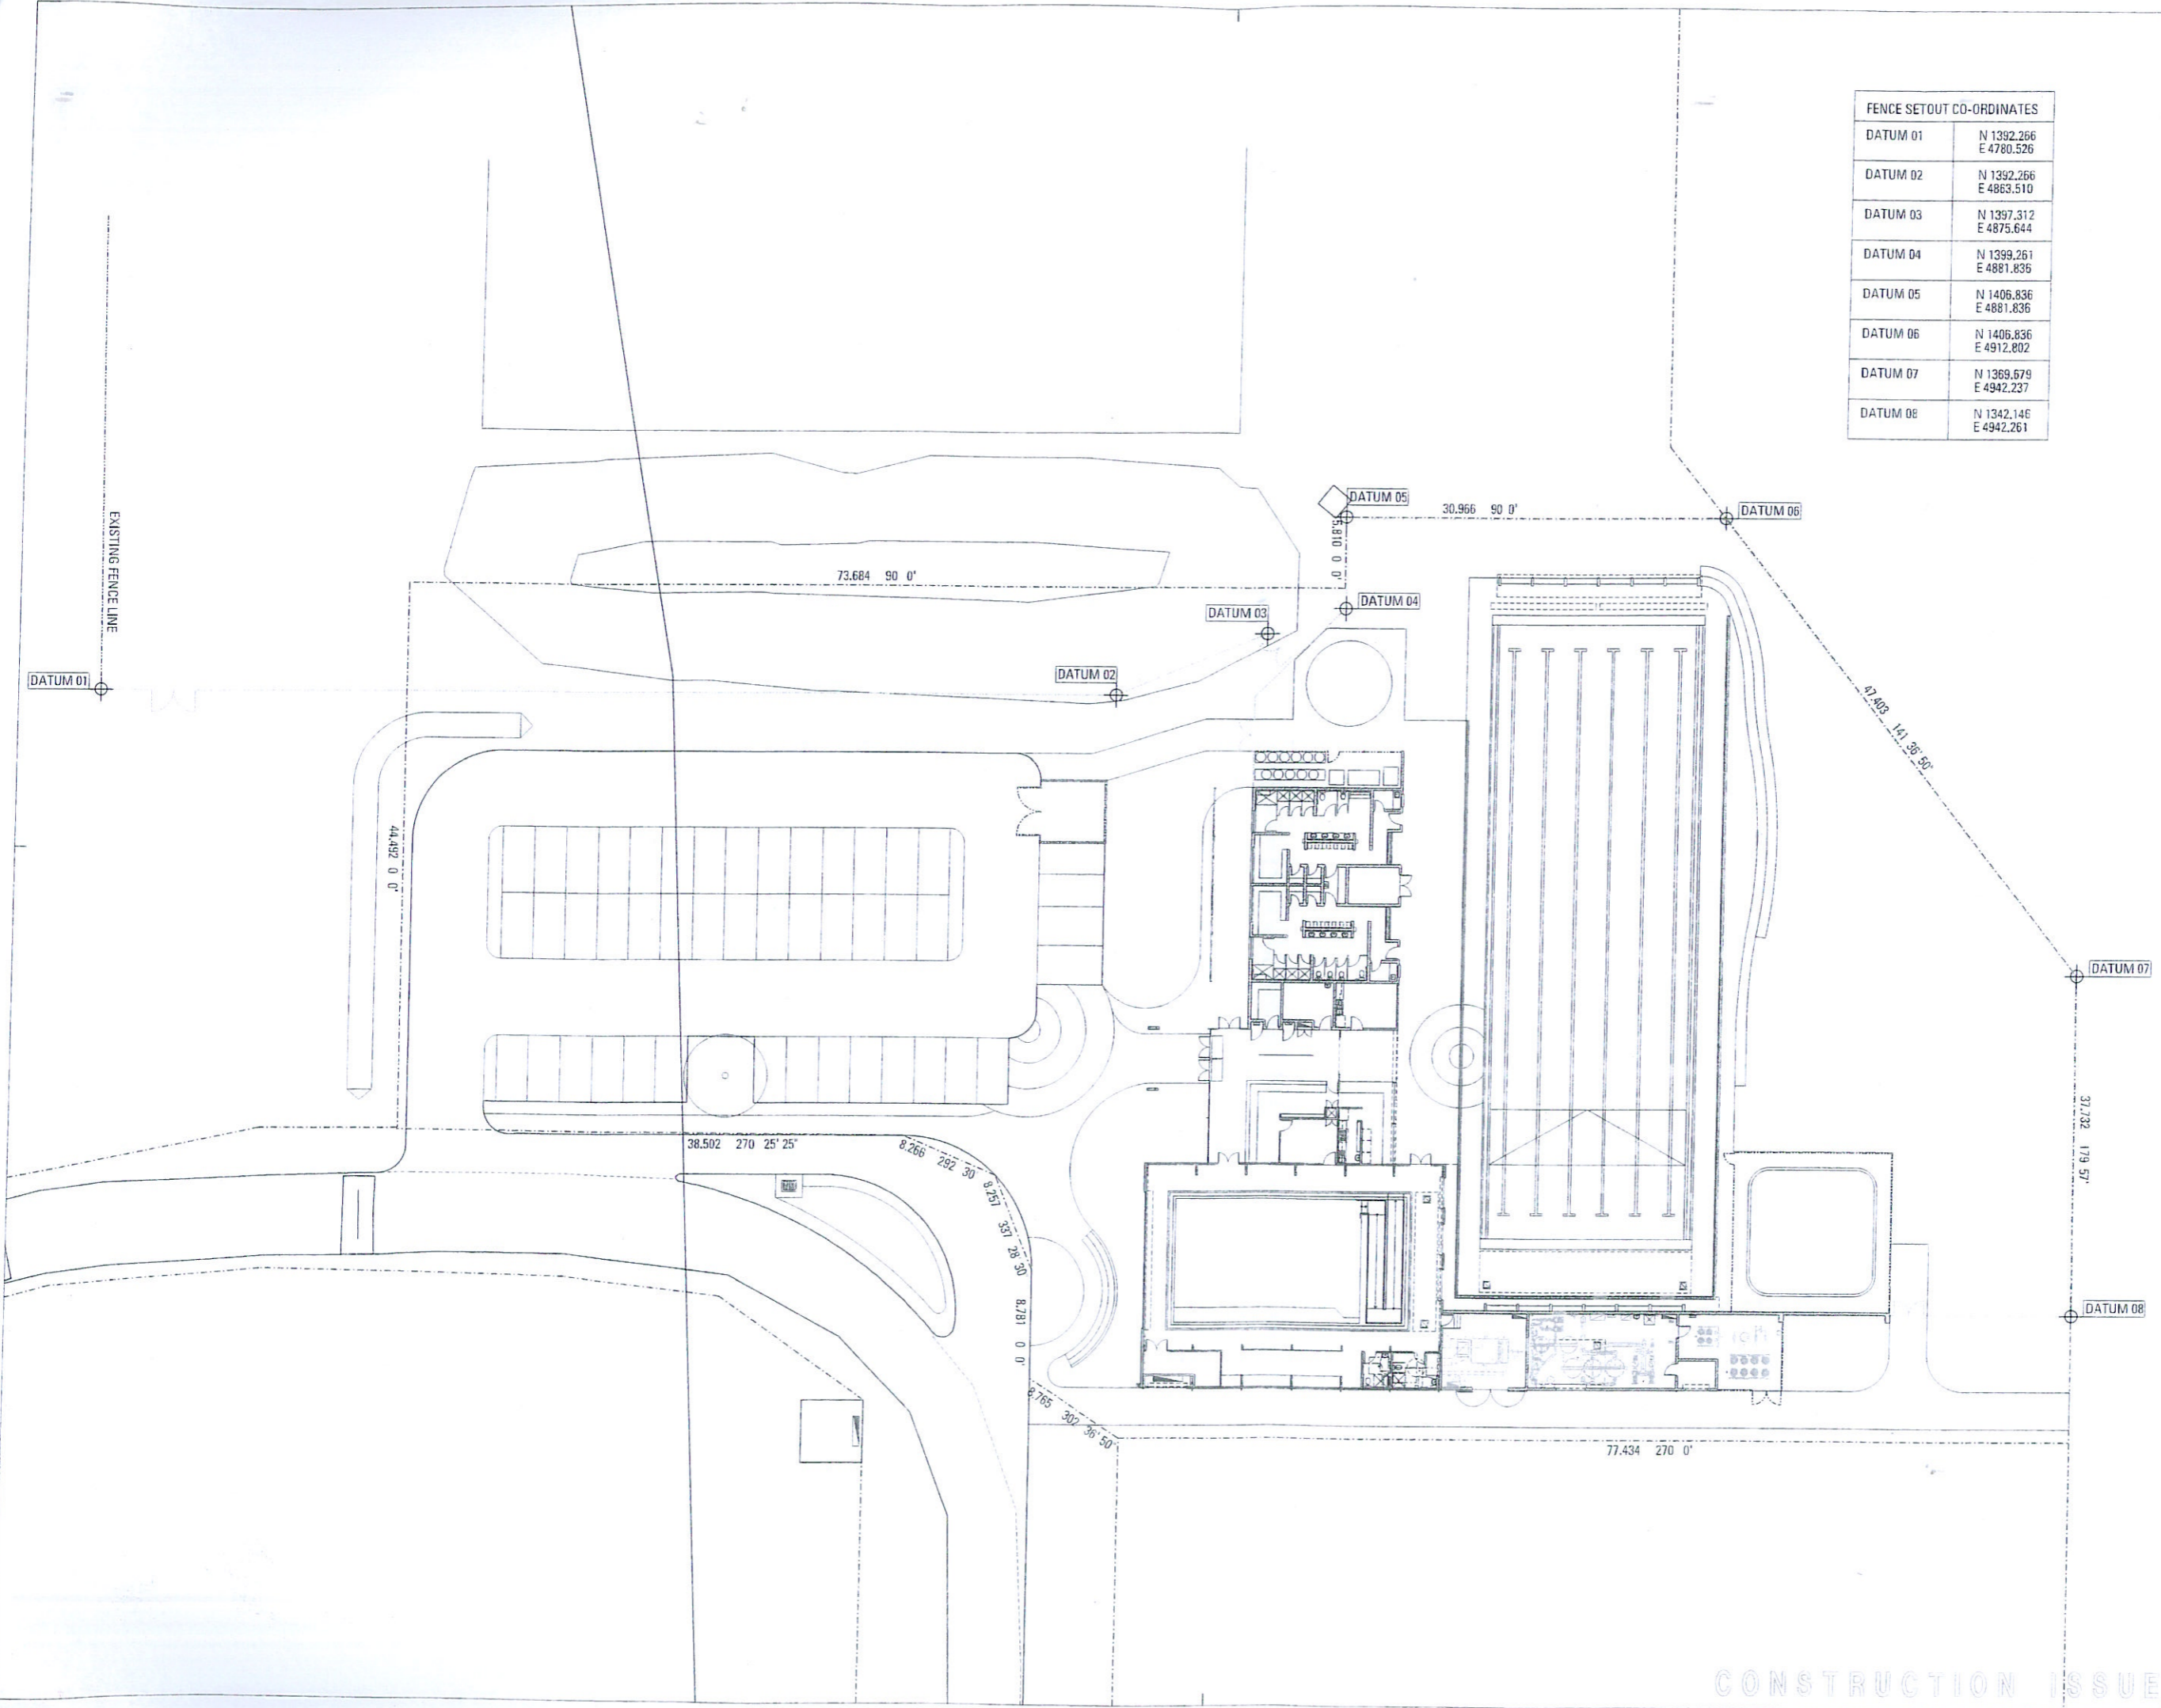 FENCE SETOUT CO-ORDINATES
DATUM 01
N 1392.266
E 4780.526
DATUM 02
N 1392.266
E 4863.510
DATUM 03
N 1397.312
E 4875.644
DATUM 04
N 1399.261
E 4881.836
DATUM 05
N 1406.836
E 4881.836
DATUM 06
N 1406.836
E 4912.802
DATUM 07
N 1369.679
E 4942.237
DATUM 08
N 1342.146
E 4942.261
EXISTING FENCE LINE
DATUM 05
30.966 90 0'
DATUM 06
5.810 0 0'
73.684 90 0'
DATUM 04
DATUM 03
DATUM 02
DATUM 01
47.403 141 36' 50"
44.492 0 0'
DATUM 07
37.732 179 57'
38.502 270 25' 25"
8.266 292 30
8.257 337 28 30
8.781 0 0'
DATUM 08
8.765 302 36' 50"
77.434 270 0'
CONSTRUCTION ISSUE